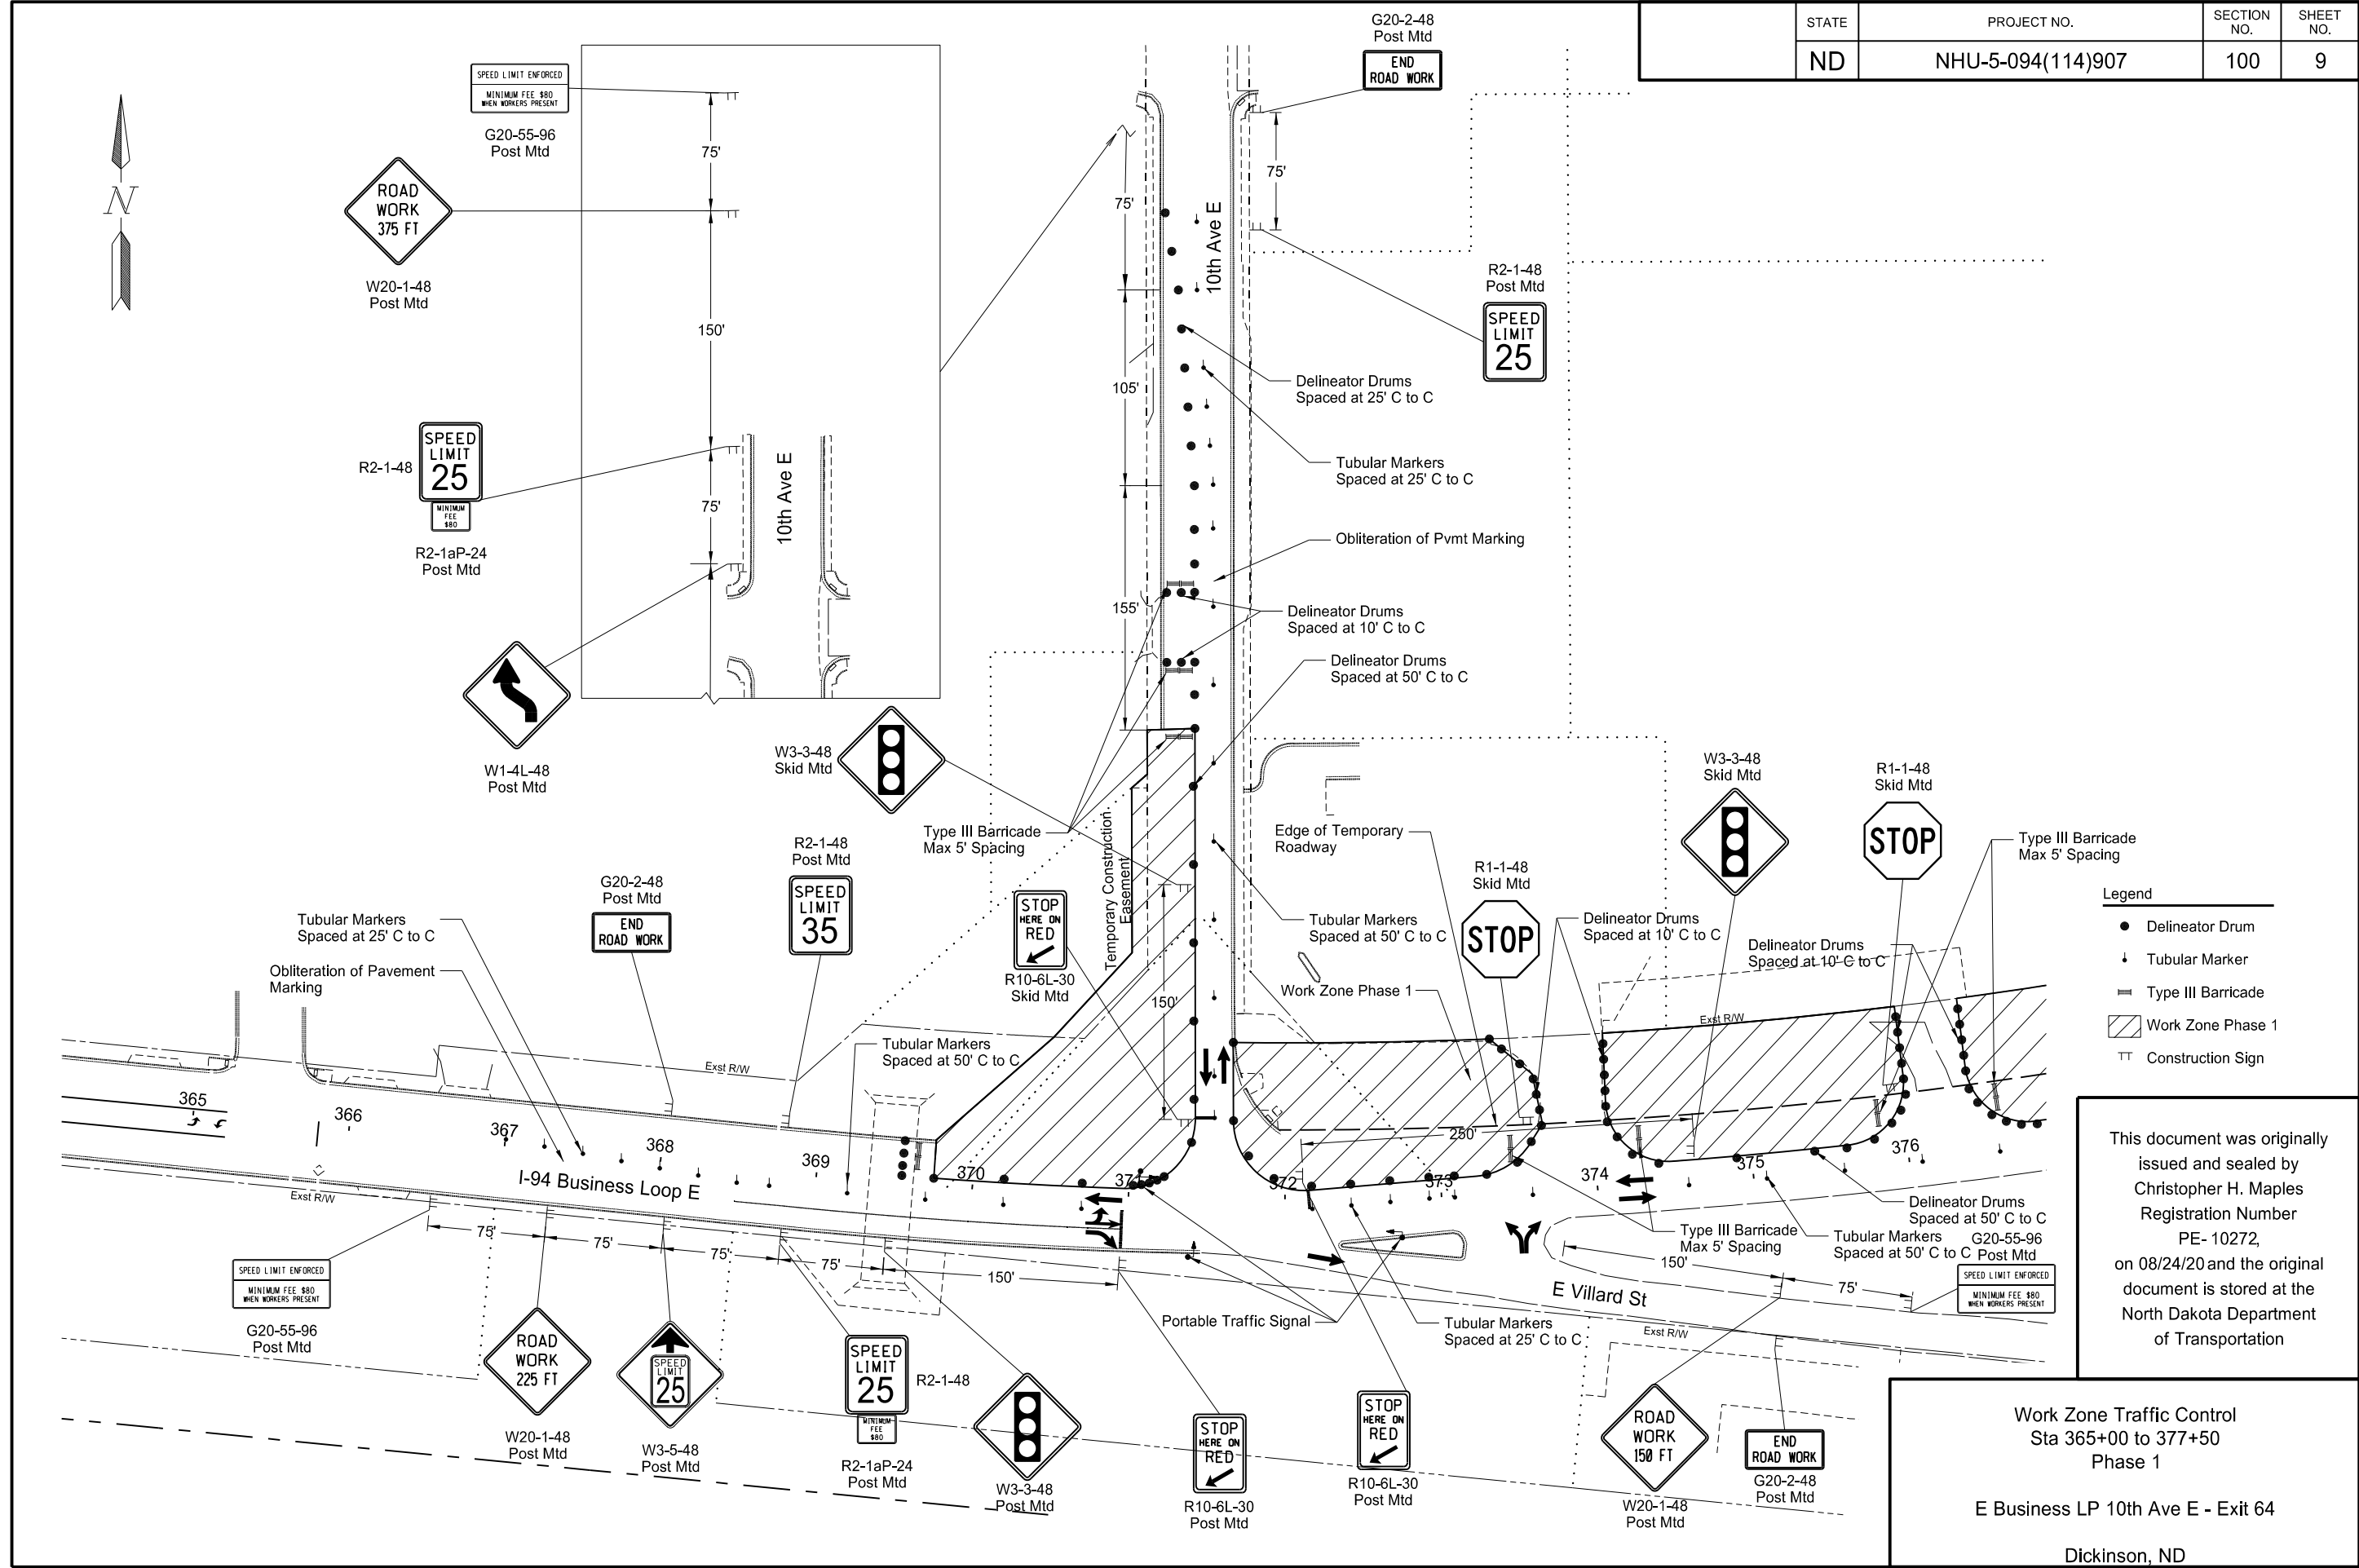 STATE
PROJECT NO.
SECTION
NO.
SHEET
NO.
ND
NHU-5-094(114)907
100
9
G20-2-48
Post Mtd
END
ROAD WORK
SPEED LIMIT ENFORCED
MINIMUM FEE $80
WHEN WORKERS PRESENT
G20-55-96
Post Mtd
N
ROAD
WORK
375 FT
W20-1-48
Post Mtd
75'
150'
75'
10th Ave E
SPEED
LIMIT
25
R2-1-48
MINIMUM
FEE
$80
R2-1aP-24
Post Mtd
W1-4L-48
Post Mtd
75'
105'
155'
10th Ave E
75'
R2-1-48
Post Mtd
SPEED
LIMIT
25
Delineator Drums
Spaced at 25' C to C
Tubular Markers
Spaced at 25' C to C
Obliteration of Pvmt Marking
Delineator Drums
Spaced at 10' C to C
Delineator Drums
Spaced at 50' C to C
W3-3-48
Skid Mtd
Type III Barricade
Max 5' Spacing
Temporary Construction
Easement
Edge of Temporary
Roadway
W3-3-48
Skid Mtd
R1-1-48
Skid Mtd
STOP
Type III Barricade
Max 5' Spacing
R2-1-48
Post Mtd
SPEED
LIMIT
35
G20-2-48
Post Mtd
END
ROAD WORK
Tubular Markers
Spaced at 25' C to C
Obliteration of Pavement
Marking
STOP
HERE ON
RED
R10-6L-30
Skid Mtd
150'
Tubular Markers
Spaced at 50' C to C
R1-1-48
Skid Mtd
STOP
Delineator Drums
Spaced at 10' C to C
Delineator Drums
Spaced at 10' C to C
Work Zone Phase 1
Legend
Delineator Drum
Tubular Marker
Type III Barricade
Work Zone Phase 1
Construction Sign
Exst R/W
Exst R/W
Tubular Markers
Spaced at 50' C to C
365
366
367
368
369
370
371
372
373
374
375
376
250'
I-94 Business Loop E
Exst R/W
75'
75'
75'
75'
150'
E Villard St
150'
75'
Exst R/W
Type III Barricade
Max 5' Spacing
Delineator Drums
Spaced at 50' C to C
Tubular Markers
Spaced at 50' C to C
G20-55-96
Post Mtd
SPEED LIMIT ENFORCED
MINIMUM FEE $80
WHEN WORKERS PRESENT
Portable Traffic Signal
Tubular Markers
Spaced at 25' C to C
SPEED LIMIT ENFORCED
MINIMUM FEE $80
WHEN WORKERS PRESENT
G20-55-96
Post Mtd
ROAD
WORK
225 FT
W20-1-48
Post Mtd
SPEED
LIMIT
25
W3-5-48
Post Mtd
SPEED
LIMIT
25
R2-1-48
MINIMUM
FEE
$80
R2-1aP-24
Post Mtd
W3-3-48
Post Mtd
STOP
HERE ON
RED
R10-6L-30
Post Mtd
STOP
HERE ON
RED
R10-6L-30
Post Mtd
ROAD
WORK
150 FT
W20-1-48
Post Mtd
END
ROAD WORK
G20-2-48
Post Mtd
This document was originally
issued and sealed by
Christopher H. Maples
Registration Number
PE- 10272,
on 08/24/20 and the original
document is stored at the
North Dakota Department
of Transportation
Work Zone Traffic Control
Sta 365+00 to 377+50
Phase 1
E Business LP 10th Ave E - Exit 64
Dickinson, ND